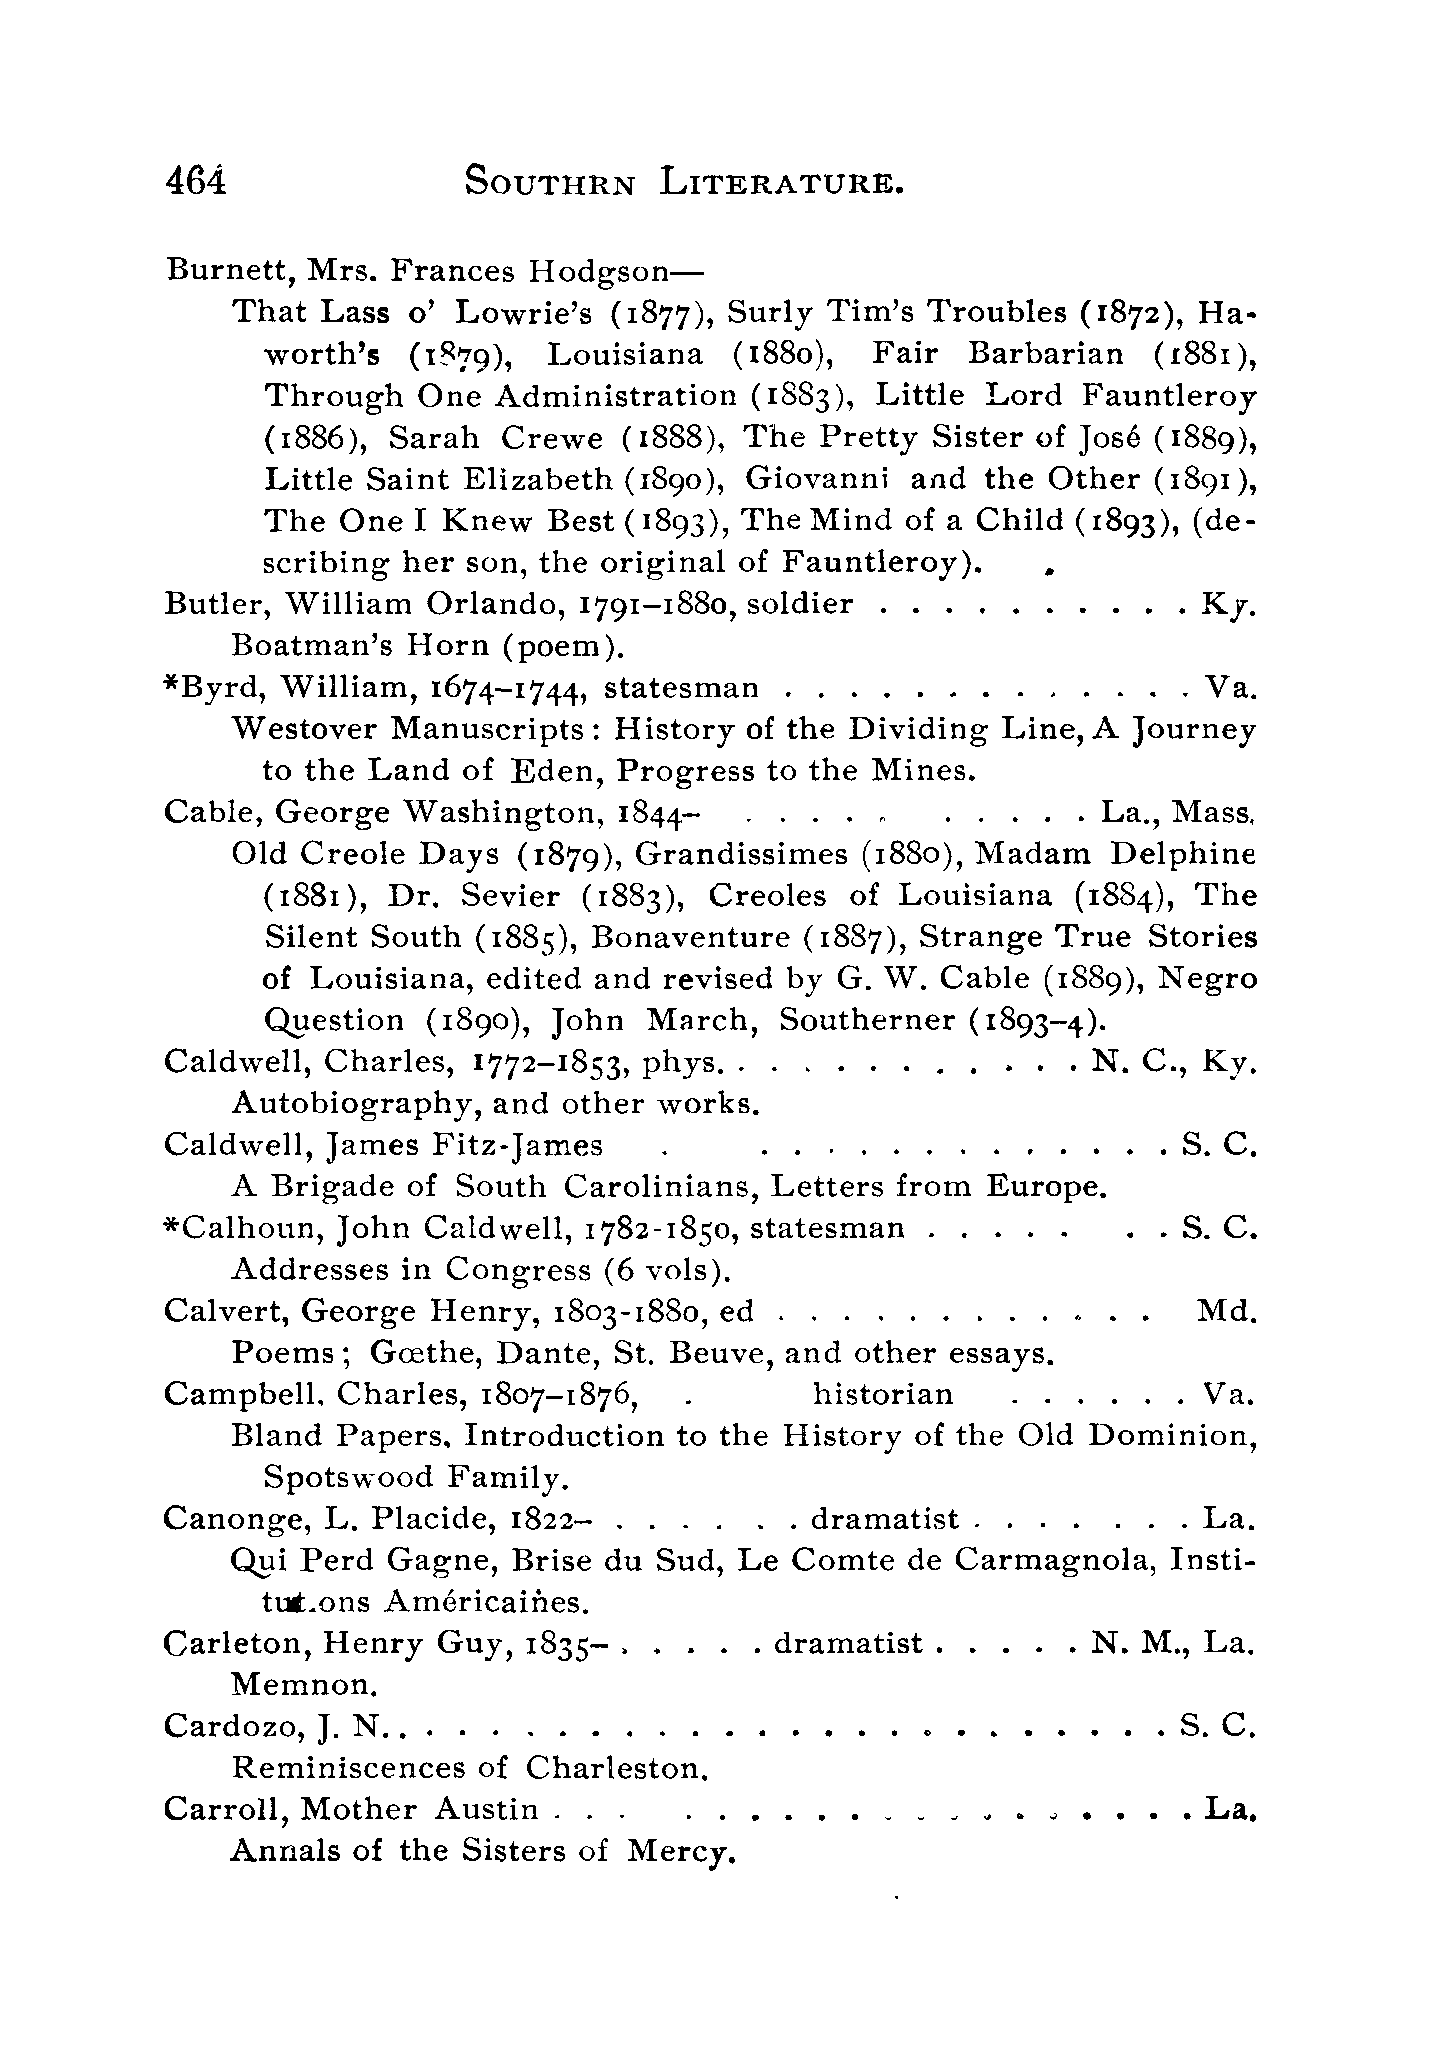 464 SOUTHRN LITERATURE.
Burnett, Mrs. Frances Hodgson—
That Lass o' Lowrie's (1877), Surly Tim's Troubles (1872), Ha-
worth's (1879), Louisiana (1880), Fair Barbarian (1881),
Through One Administration (1883), Little Lord Fauntleroy
(1886), Sarah Crewe (1888), The Pretty Sister of José (1889),
Little Saint Elizabeth (1890), Giovanni and the Other (1891),
The One I Knew Best (1893), The Mind of a Child (1893), (de-
scribing her son, the original of Fauntleroy).
Butler, William Orlando, 1791–1880, soldier . . . . . . . . . . Ky.
Boatman's Horn (poem).
*Byrd, William, 1674–1744, statesman . . . . . . . . . . . . . Va.
Westover Manuscripts: History of the Dividing Line, A Journey
to the Land of Eden, Progress to the Mines.
Cable, George Washington, 1844– . . . . . . . . . . La., Mass.
Old Creole Days (1879), Grandissimes (1880), Madam Delphine
(1881), Dr. Sevier (1883), Creoles of Louisiana (1884), The
Silent South (1885), Bonaventure (1887), Strange True Stories
of Louisiana, edited and revised by G. W. Cable (1889), Negro
Question (1890), John March, Southerner (1893–4).
Caldwell, Charles, 1772–1853, phys. . . . . . . . . . . . N. C., Ky.
Autobiography, and other works.
Caldwell, James Fitz-James . . . . . . . . . . . . . . S. C.
A Brigade of South Carolinians, Letters from Europe.
*Calhoun, John Caldwell, 1782-1850, statesman . . . . . . . S. C.
Addresses in Congress (6 vols).
Calvert, George Henry, 1803-1880, ed . . . . . . . . . . . . Md.
Poems; Gœthe, Dante, St. Beuve, and other essays.
Campbell, Charles, 1807–1876, . historian . . . . . . Va.
Bland Papers, Introduction to the History of the Old Dominion,
Spotswood Family.
Canonge, L. Placide, 1822– . . . . . . dramatist . . . . . . . La.
Qui Perd Gagne, Brise du Sud, Le Comte de Carmagnola, Insti-
tut.ons Américaines.
Carleton, Henry Guy, 1835– . . . . . dramatist . . . . . N. M., La.
Memnon.
Cardozo, J. N. . . . . . . . . . . . . . . . . . . . . . . . . S. C.
Reminiscences of Charleston.
Carroll, Mother Austin . . . . . . . . . . . . . . . . . . . La.
Annals of the Sisters of Mercy.